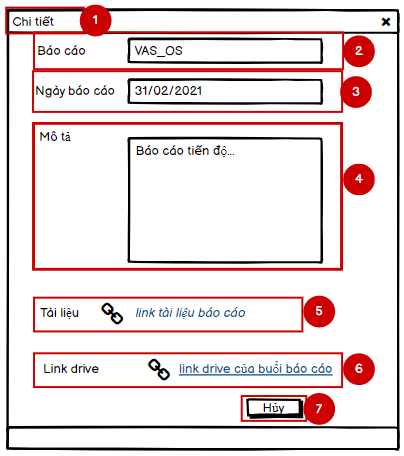 Chi tiết 1
Báo cáo VAS_OS 2
Ngày báo cáo 31/02/2021 3
Mô tả
Báo cáo tiến độ...
4
Tài liệu link tài liệu báo cáo 5
Link drive link drive của buổi báo cáo 6
Hủy 7